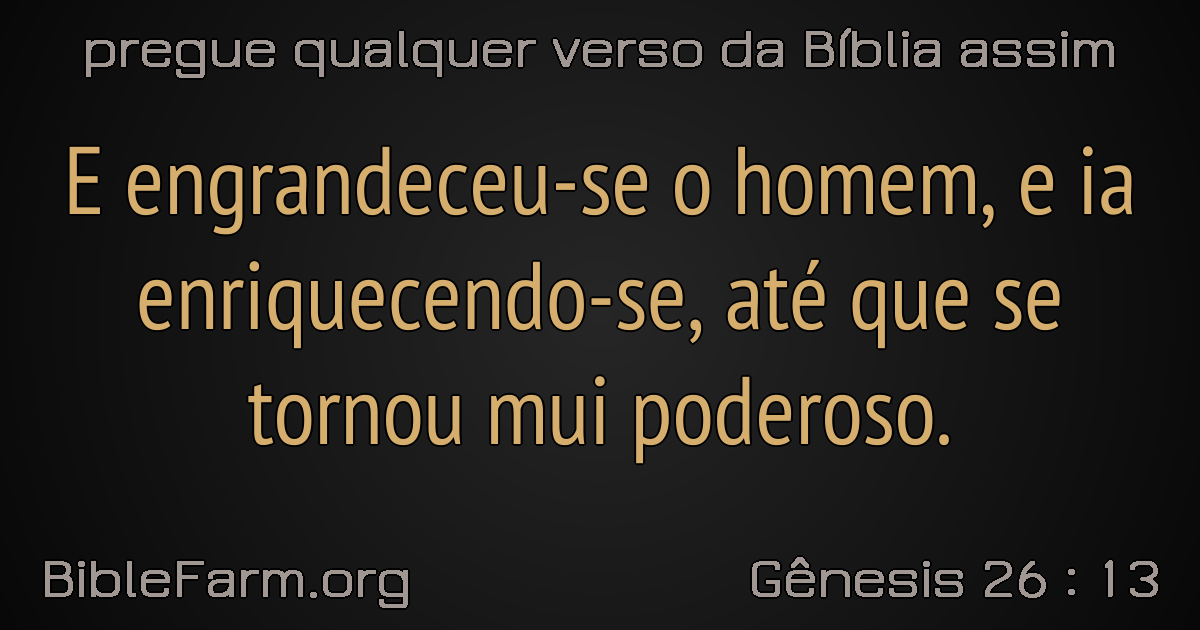 pregue qualquer verso da Bíblia assim
E engrandeceu-se o homem, e ia
enriquecendo-se, até que se
tornou mui poderoso.
BibleFarm.org
Gênesis 26 : 13